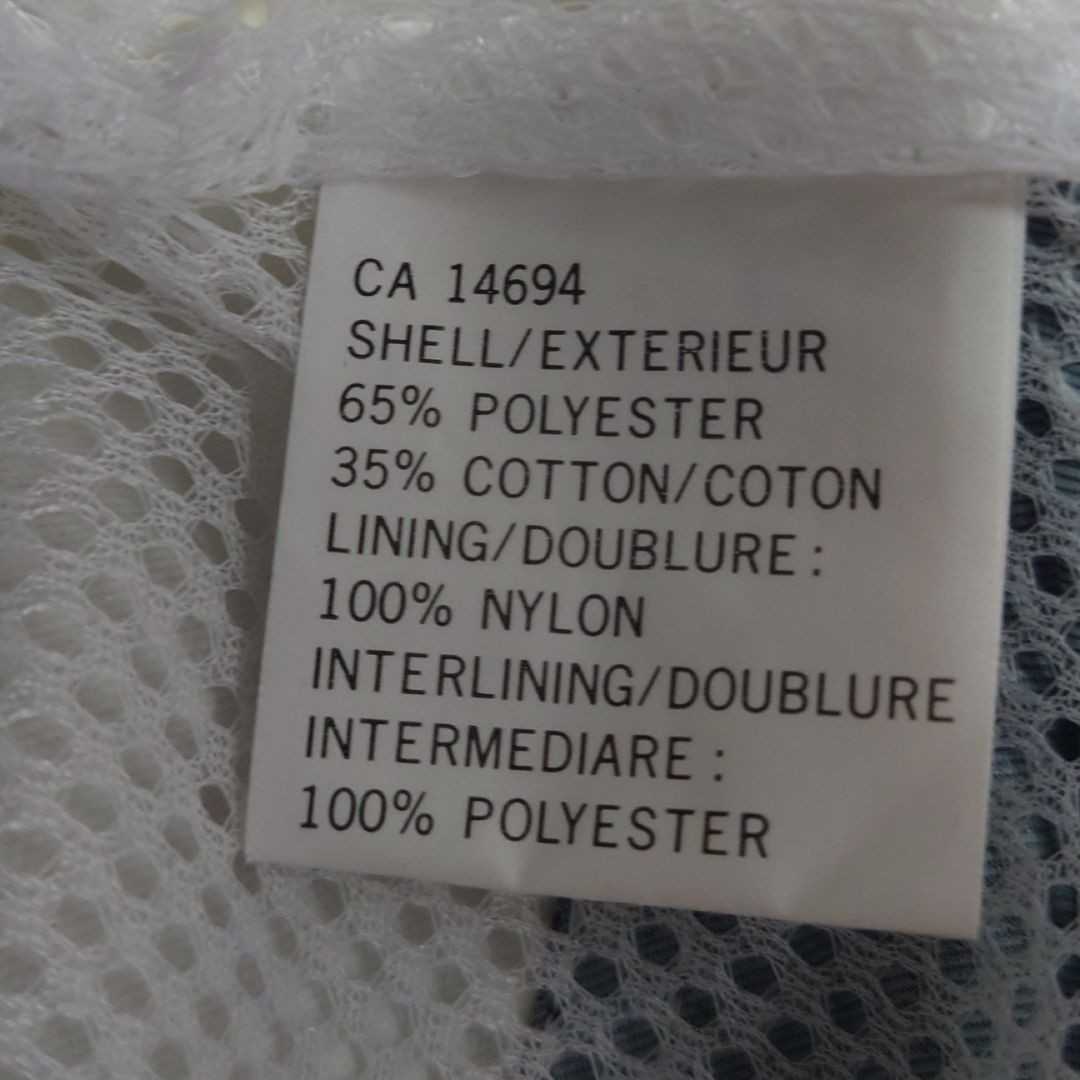 CA 14694
SHELL/EXTERIEUR
65% POLYESTER
35% COTTON/COTON
LINING/DOUBLURE :
100% NYLON
INTERLINING/DOUBLURE
INTERMEDIARE :
100% POLYESTER